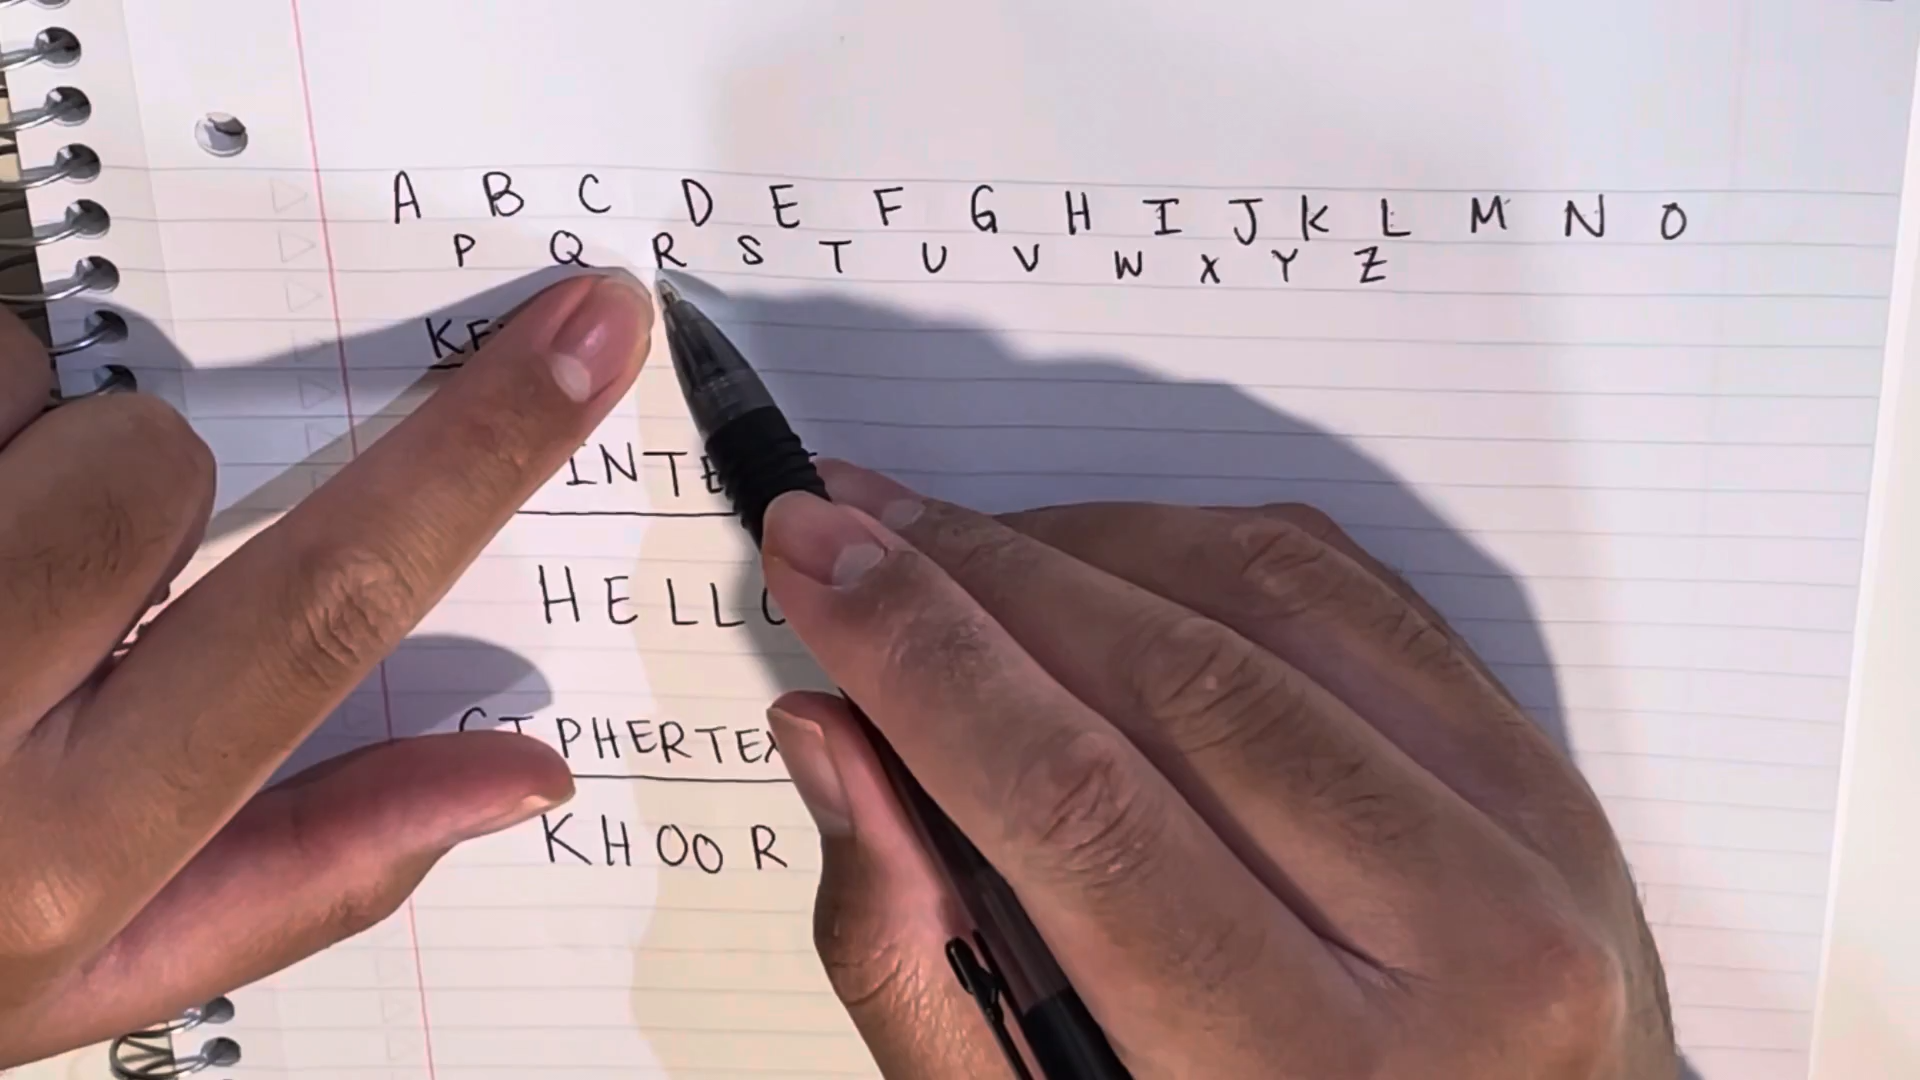 A B C D E F G H I J K L M N O
P Q R S T U V W X Y Z
HELLO
KHOOR